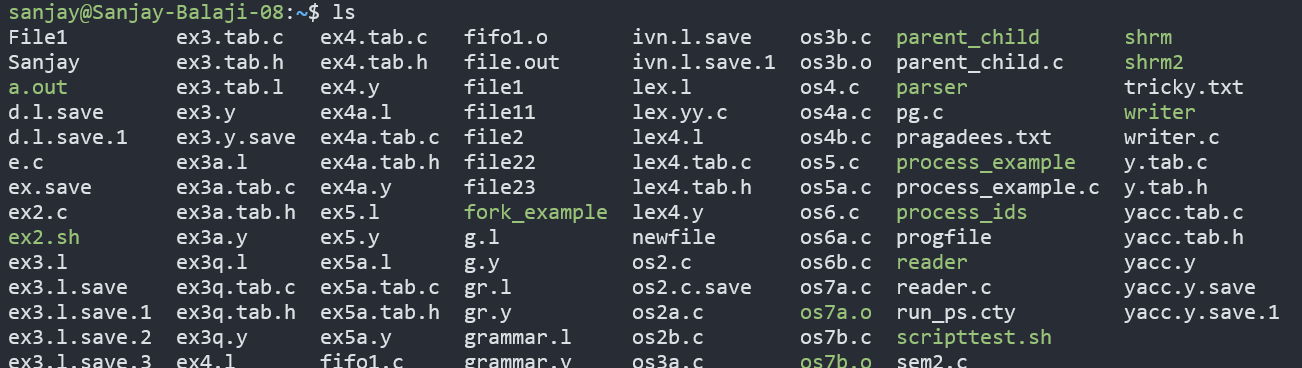 sanjay@Sanjay-Balaji-08:~$ ls
File1 ex3.tab.c ex4.tab.c fifo1.o ivn.l.save os3b.c parent_child shrm
Sanjay ex3.tab.h ex4.tab.h file.out ivn.l.save.1 os3b.o parent_child.c shrm2
a.out ex3.tab.l ex4.y file1 lex.l os4.c parser tricky.txt
d.l.save ex3.y ex4a.l file11 lex.yy.c os4a.c pg.c writer
d.l.save.1 ex3.y.save ex4a.tab.c file2 lex4.l os4b.c pragadees.txt writer.c
e.c ex3a.l ex4a.tab.h file22 lex4.tab.c os5.c process_example y.tab.c
ex.save ex3a.tab.c ex4a.y file23 lex4.tab.h os5a.c process_example.c y.tab.h
ex2.c ex3a.tab.h ex5.l fork_example lex4.y os6.c process_ids yacc.tab.c
ex2.sh ex3a.y ex5.y g.l newfile os6a.c progfile yacc.tab.h
ex3.l ex3q.l ex5a.l g.y os2.c os6b.c reader yacc.y
ex3.l.save ex3q.tab.c ex5a.tab.c gr.l os2.c.save os7a.c reader.c yacc.y.save
ex3.l.save.1 ex3q.tab.h ex5a.tab.h gr.y os2a.c os7a.o run_ps.cty yacc.y.save.1
ex3.l.save.2 ex3q.y ex5a.y grammar.l os2b.c os7b.c scripttest.sh
ex3.l.save.3 ex4.l fifo1.c grammar.y os3a.c os7b.o sem2.c